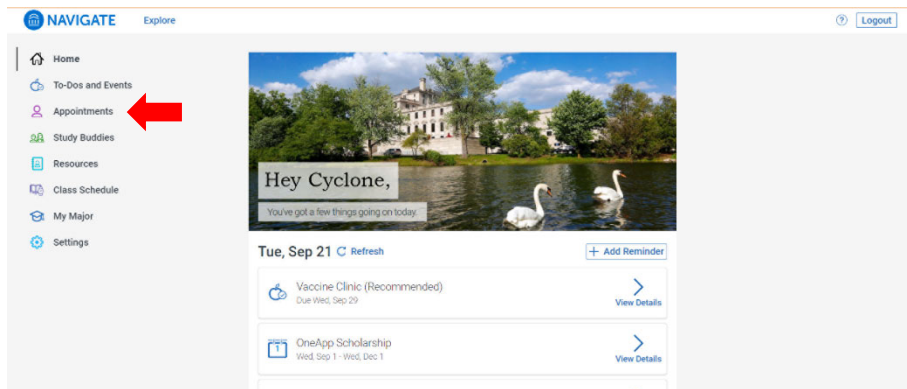 NAVIGATE
Explore
Logout
Home
To-Dos and Events
Appointments
Study Buddies
Resources
Class Schedule
My Major
Settings
Hey Cyclone,
You've got a few things going on today.
Tue, Sep 21 Refresh
+ Add Reminder
Vaccine Clinic (Recommended)
Due Wed, Sep 29
View Details
1
OneApp Scholarship
Wed, Sep 1 - Wed, Dec 1
View Details